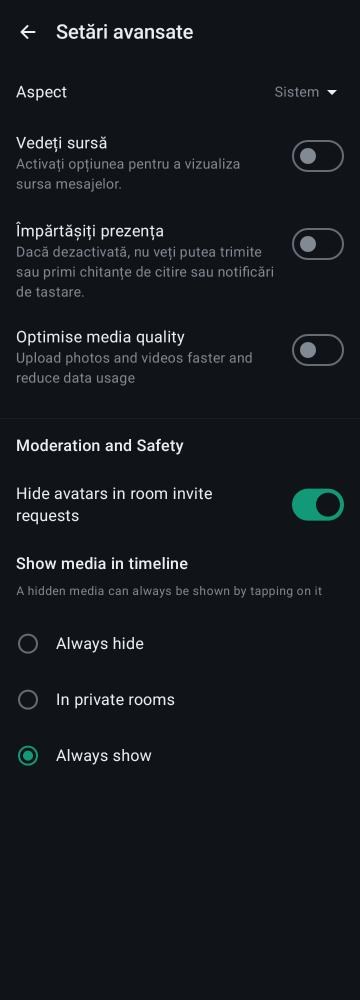 Setări avansate
Aspect
Sistem
Vedeți sursă
Activați opțiunea pentru a vizualiza
sursa mesajelor.
Împărtășiți prezența
Dacă dezactivată, nu veți putea trimite
sau primi chitanțe de citire sau notificări
de tastare.
Optimise media quality
Upload photos and videos faster and
reduce data usage
Moderation and Safety
Hide avatars in room invite
requests
Show media in timeline
A hidden media can always be shown by tapping on it
Always hide
In private rooms
Always show